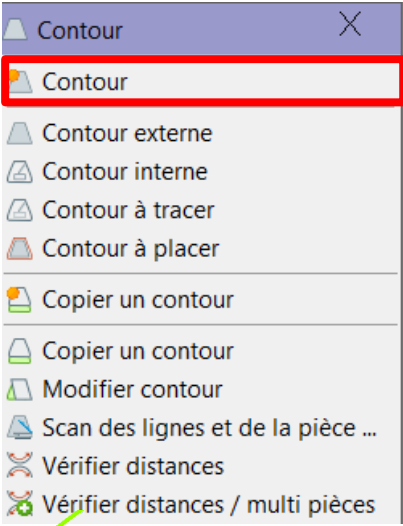 Contour
Contour
Contour externe
Contour interne
Contour à tracer
Contour à placer
Copier un contour
Copier un contour
Modifier contour
Scan des lignes et de la pièce ...
Vérifier distances
Vérifier distances / multi pièces